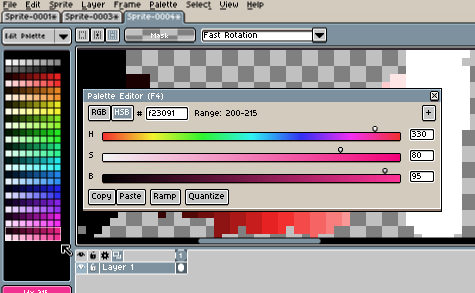 File Edit Sprite Layer Frame Palette Select View Help
Sprite-0001* Sprite-0003* Sprite-0004*
Edit Palette Mask Fast Rotation
Palette Editor (F4)
RGB HSB # f23091 Range: 200-215 +
H 330
S 80
B 95
Copy Paste Ramp Quantize
1
Layer 1